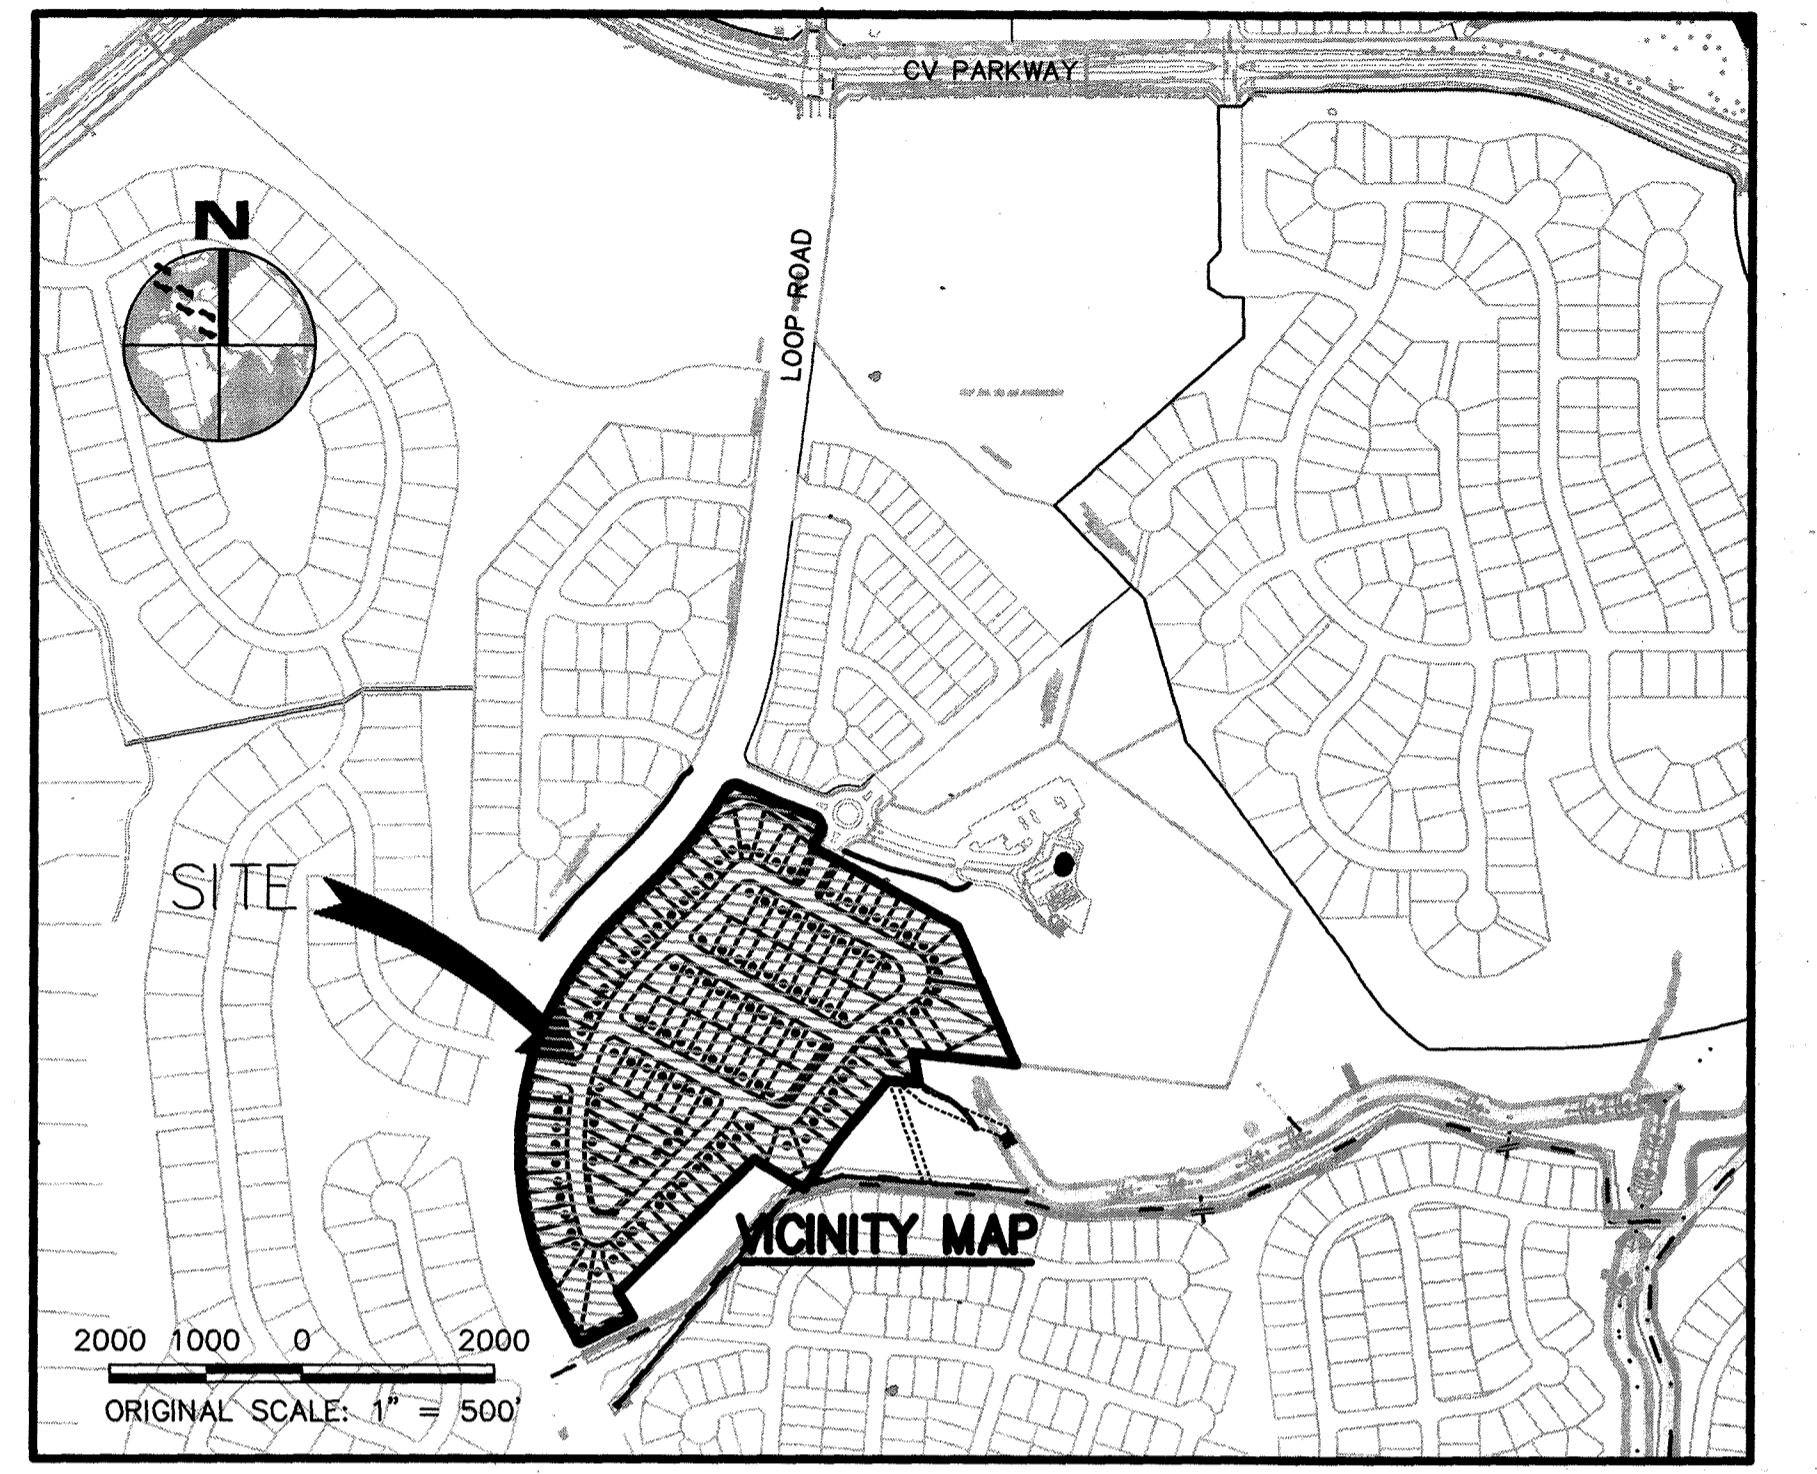 CV PARKWAY
N
LOOP ROAD
SITE
VICINITY MAP
2000 1000 0 2000
ORIGINAL SCALE: 1" = 500'